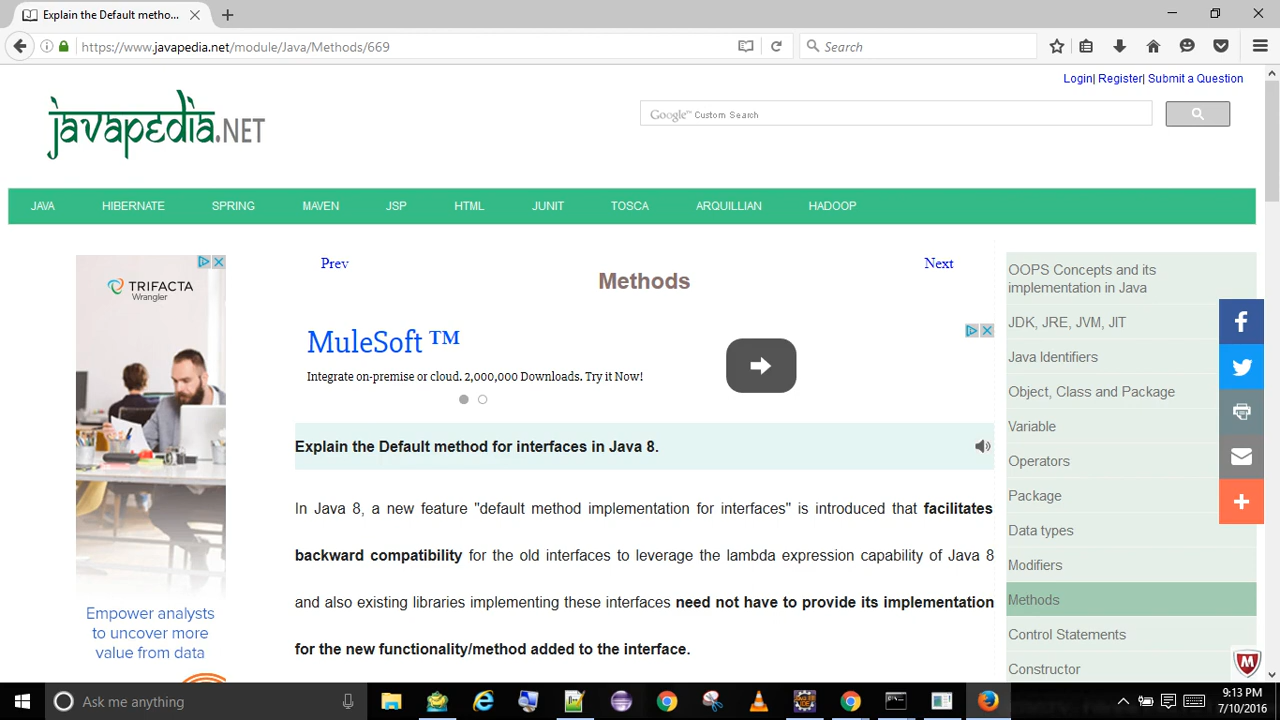 Explain the Default metho...
https://www.javapedia.net/module/Java/Methods/669
Search
Login| Register| Submit a Question
javapedia.NET
Google™ Custom Search
JAVA HIBERNATE SPRING MAVEN JSP HTML JUNIT TOSCA ARQUILLIAN HADOOP
TRIFACTA
Wrangler
Empower analysts
to uncover more
value from data
Prev
Next
Methods
MuleSoft ™
Integrate on-premise or cloud. 2,000,000 Downloads. Try it Now!
Explain the Default method for interfaces in Java 8.
In Java 8, a new feature "default method implementation for interfaces" is introduced that facilitates
backward compatibility for the old interfaces to leverage the lambda expression capability of Java 8
and also existing libraries implementing these interfaces need not have to provide its implementation
for the new functionality/method added to the interface.
OOPS Concepts and its
implementation in Java
JDK, JRE, JVM, JIT
Java Identifiers
Object, Class and Package
Variable
Operators
Package
Data types
Modifiers
Methods
Control Statements
Constructor
Ask me anything
9:13 PM
7/10/2016